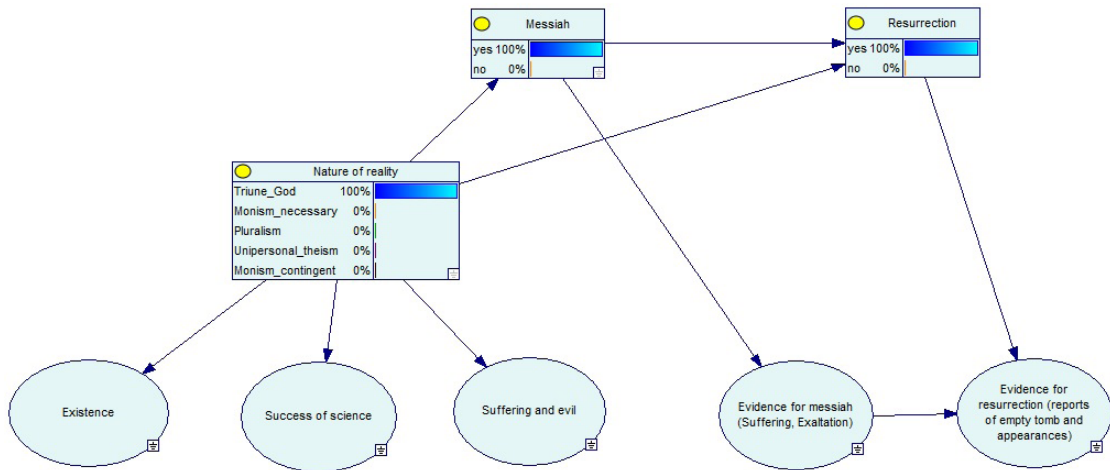 Messiah
yes 100%
no 0%
Resurrection
yes 100%
no 0%
Nature of reality
Triune_God 100%
Monism_necessary 0%
Pluralism 0%
Unipersonal_theism 0%
Monism_contingent 0%
Existence
Success of science
Suffering and evil
Evidence for messiah
(Suffering, Exaltation)
Evidence for
resurrection (reports
of empty tomb and
appearances)